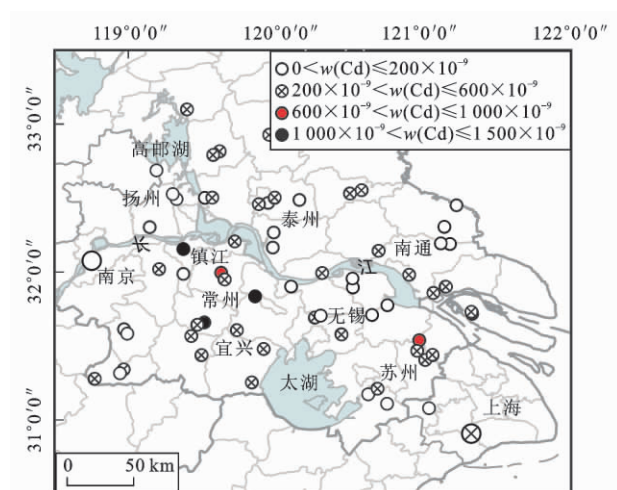 119°0′0″ 120°0′0″ 121°0′0″ 122°0′0″
0<w(Cd)≤200×10⁻⁹
200×10⁻⁹<w(Cd)≤600×10⁻⁹
600×10⁻⁹<w(Cd)≤1 000×10⁻⁹
1 000×10⁻⁹<w(Cd)≤1 500×10⁻⁹
33°0′0″
高邮湖
扬州
泰州
长
镇江
南通
南京
江
32°0′0″
常州
无锡
宜兴
太湖
苏州
上海
31°0′0″
0 50 km